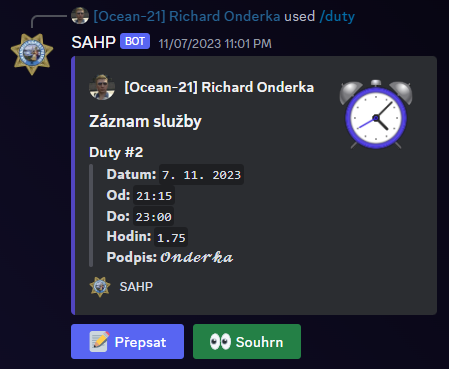 [Ocean-21] Richard Onderka used /duty
SAHP BOT 11/07/2023 11:01 PM
[Ocean-21] Richard Onderka
Záznam služby
Duty #2
Datum: 7. 11. 2023
Od: 21:15
Do: 23:00
Hodin: 1.75
Podpis: 𝓞𝓷𝓭𝓮𝓻𝓴𝓪
SAHP
Přepsat
Souhrn